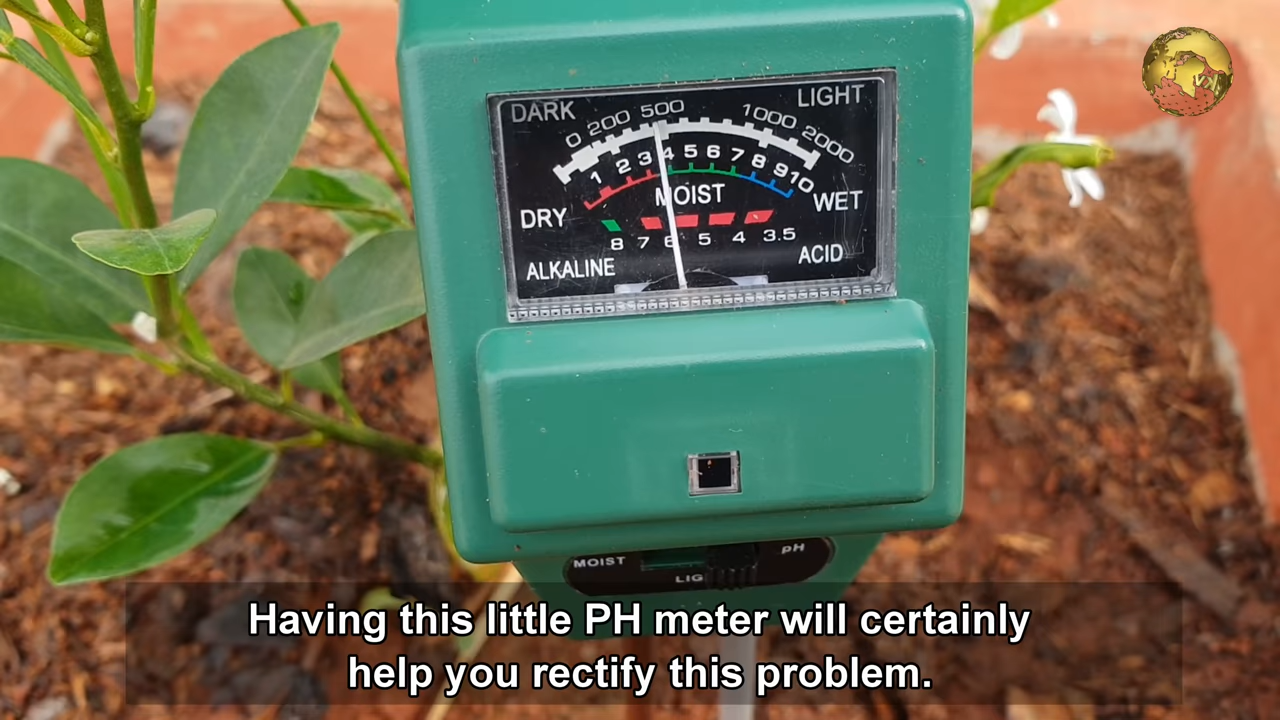 DARK LIGHT
0 200 500 1000 2000
1 2 3 4 5 6 7 8 9 10
MOIST
DRY WET
8 7 6 5 4 3.5
ALKALINE ACID
MOIST pH
LIG
Having this little PH meter will certainly
help you rectify this problem.